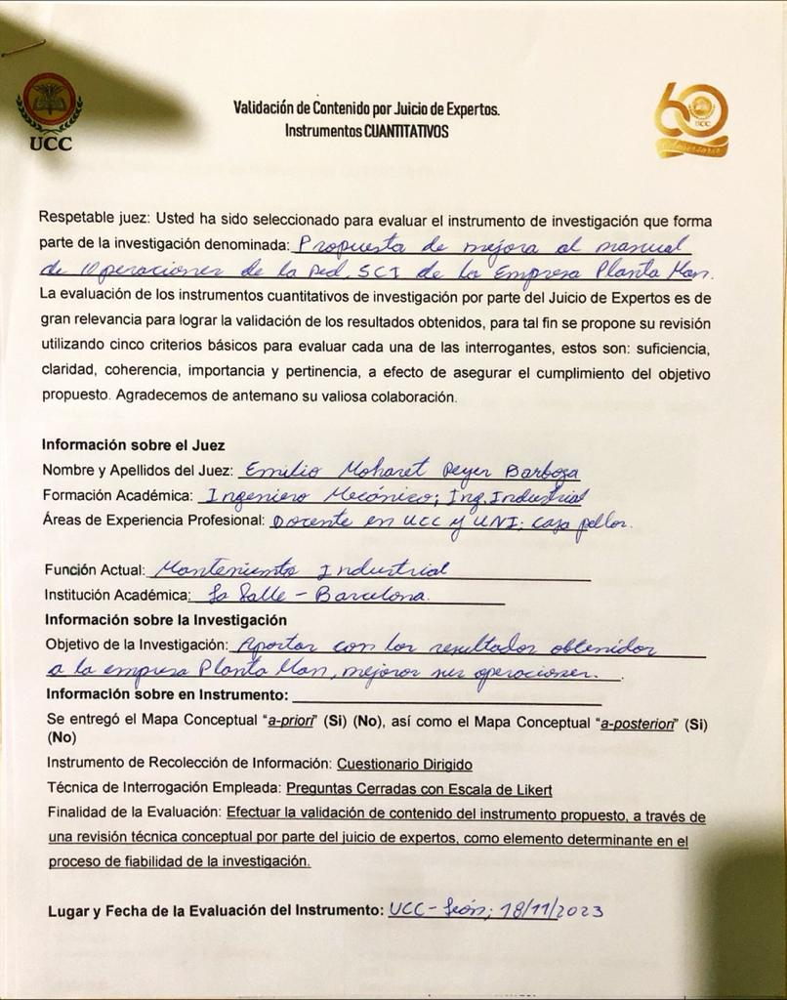 UCC
Validación de Contenido por Juicio de Expertos.
Instrumentos CUANTITATIVOS
60
UCC
Aniversario
Respetable juez: Usted ha sido seleccionado para evaluar el instrumento de investigación que forma
parte de la investigación denominada: Propuesta de mejora al manual
de Operaciones de la Red. SCI de la Empresa Planta Man.
La evaluación de los instrumentos cuantitativos de investigación por parte del Juicio de Expertos es de
gran relevancia para lograr la validación de los resultados obtenidos, para tal fin se propone su revisión
utilizando cinco criterios básicos para evaluar cada una de las interrogantes, estos son: suficiencia,
claridad, coherencia, importancia y pertinencia, a efecto de asegurar el cumplimiento del objetivo
propuesto. Agradecemos de antemano su valiosa colaboración.
Información sobre el Juez
Nombre y Apellidos del Juez: Emilio Barboza
Formación Académica: Ingeniero Mecánico; Ing. Industrial
Áreas de Experiencia Profesional: Docente en UCC y UNI; casa pellas.
Función Actual: Mantenimiento Industrial
Institución Académica: La Salle - Barcelona.
Información sobre la Investigación
Objetivo de la Investigación: Aportar con los resultados obtenidos
a la empresa Planta Man, mejorar sus operaciones.
Información sobre en Instrumento:
Se entregó el Mapa Conceptual “a-priori” (Si) (No), así como el Mapa Conceptual “a-posteriori” (Si)
(No)
Instrumento de Recolección de Información: Cuestionario Dirigido
Técnica de Interrogación Empleada: Preguntas Cerradas con Escala de Likert
Finalidad de la Evaluación: Efectuar la validación de contenido del instrumento propuesto, a través de
una revisión técnica conceptual por parte del juicio de expertos, como elemento determinante en el
proceso de fiabilidad de la investigación.
Lugar y Fecha de la Evaluación del Instrumento: UCC - León; 18/11/2023